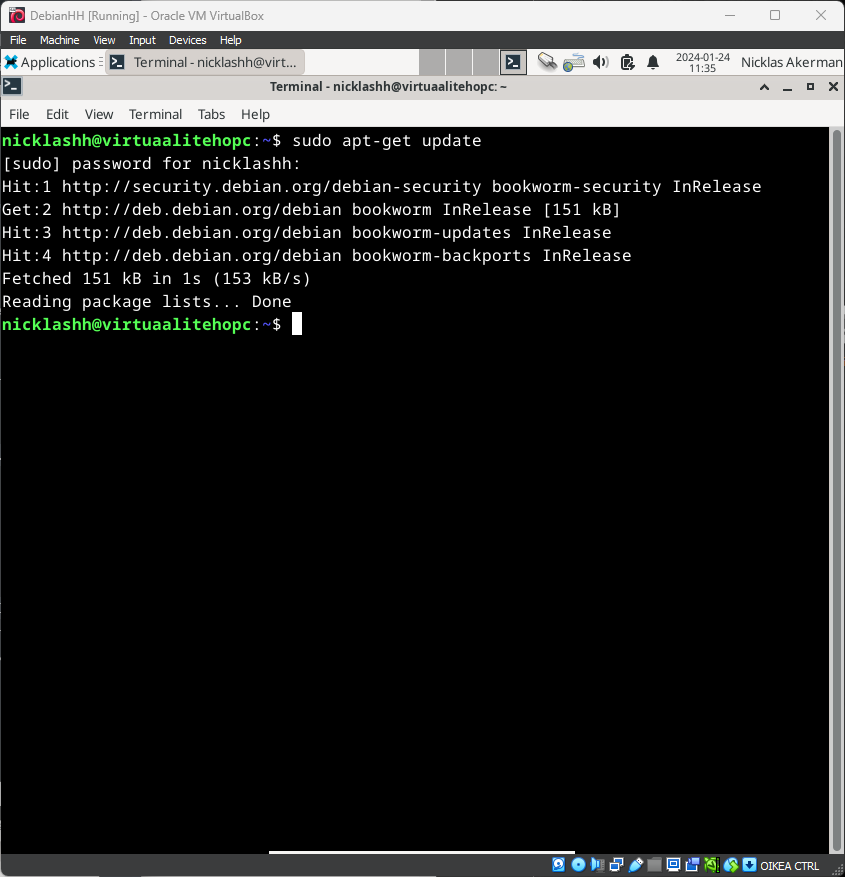 DebianHH [Running] - Oracle VM VirtualBox
File Machine View Input Devices Help
Applications Terminal - nicklashh@virt... 2024-01-24 Nicklas Akerman
11:35
Terminal - nicklashh@virtuaalitehopc: ~
File Edit View Terminal Tabs Help
nicklashh@virtuaalitehopc:~$ sudo apt-get update
[sudo] password for nicklashh:
Hit:1 http://security.debian.org/debian-security bookworm-security InRelease
Get:2 http://deb.debian.org/debian bookworm InRelease [151 kB]
Hit:3 http://deb.debian.org/debian bookworm-updates InRelease
Hit:4 http://deb.debian.org/debian bookworm-backports InRelease
Fetched 151 kB in 1s (153 kB/s)
Reading package lists... Done
nicklashh@virtuaalitehopc:~$
OIKEA CTRL